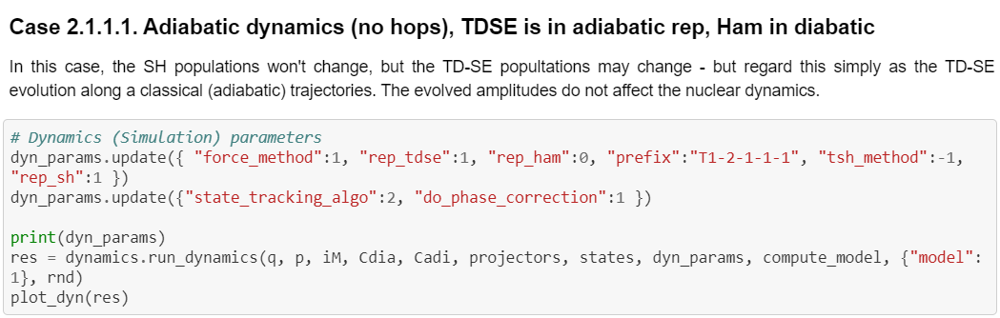 Case 2.1.1.1. Adiabatic dynamics (no hops), TDSE is in adiabatic rep, Ham in diabatic
In this case, the SH populations won't change, but the TD-SE popultations may change - but regard this simply as the TD-SE
evolution along a classical (adiabatic) trajectories. The evolved amplitudes do not affect the nuclear dynamics.
# Dynamics (Simulation) parameters
dyn_params.update({ "force_method":1, "rep_tdse":1, "rep_ham":0, "prefix":"T1-2-1-1-1", "tsh_method":-1,
"rep_sh":1 })
dyn_params.update({"state_tracking_algo":2, "do_phase_correction":1 })
print(dyn_params)
res = dynamics.run_dynamics(q, p, iM, Cdia, Cadi, projectors, states, dyn_params, compute_model, {"model":
1}, rnd)
plot_dyn(res)